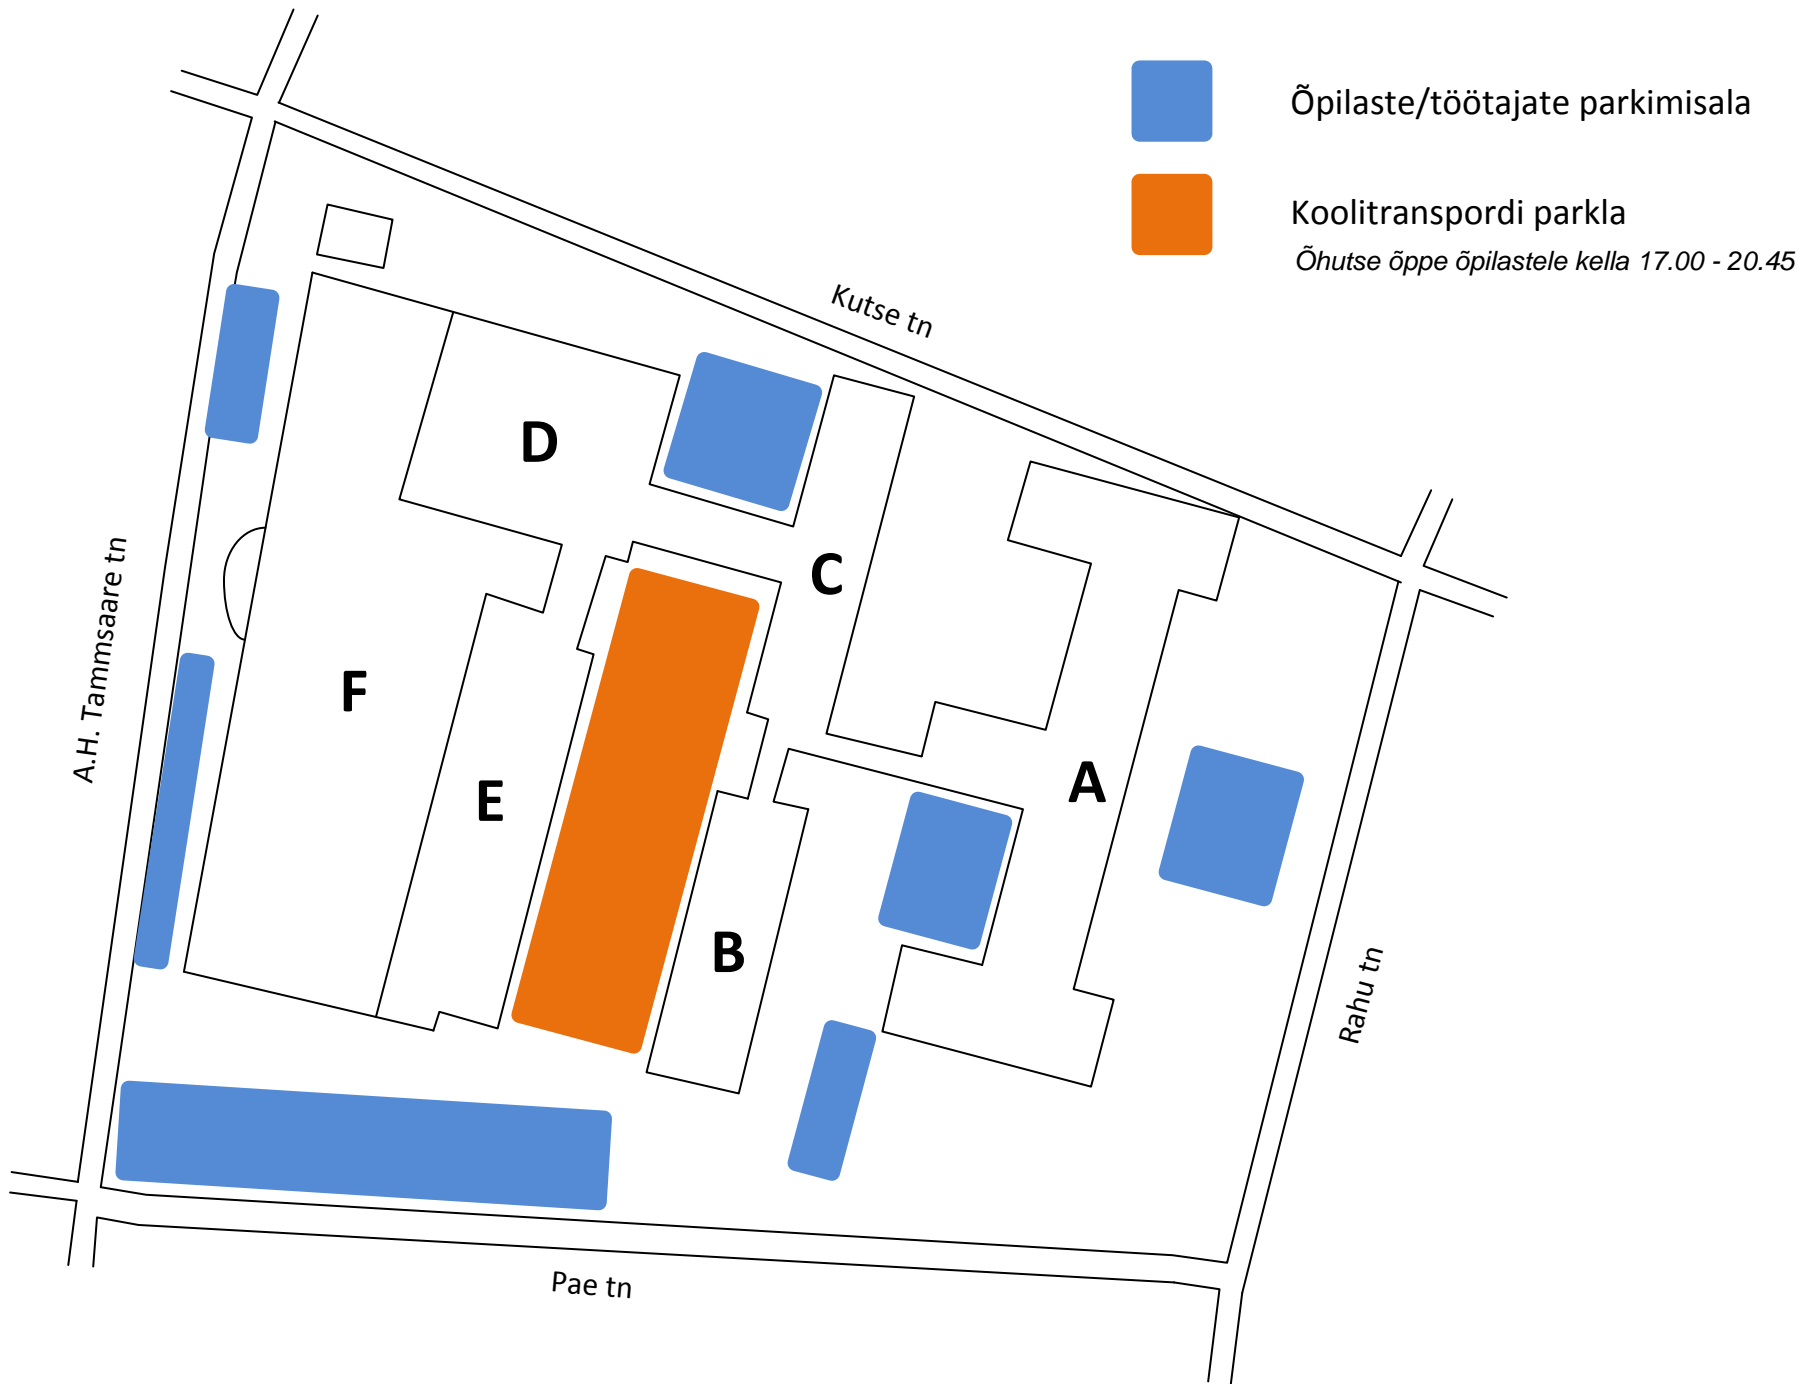 Õpilaste/töötajate parkimisala
Koolitranspordi parkla
Õhutse õppe õpilastele kella 17.00 - 20.45
Kutse tn
D
C
A.H. Tammsaare tn
F
A
E
B
Rahu tn
Pae tn